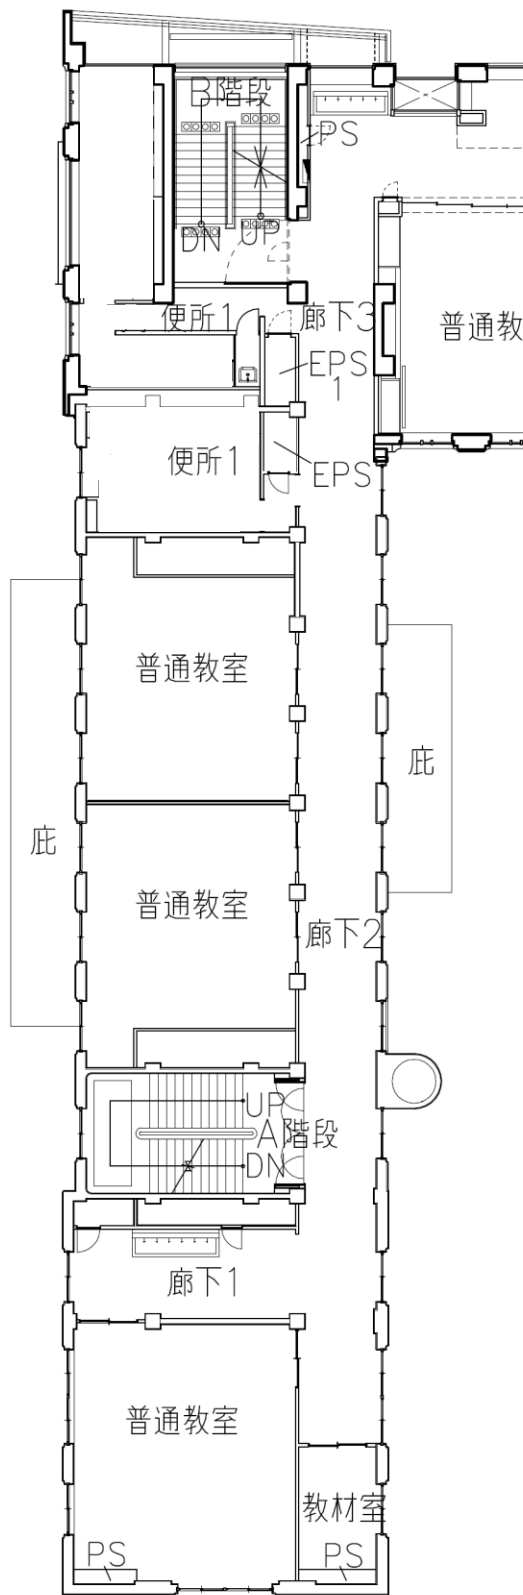 B階段
PS
DN
UP
便所1
廊下3
普通教
EPS
1
便所1
EPS
普通教室
庇
庇
普通教室
廊下2
UP
A階段
DN
廊下1
普通教室
教材室
PS
PS